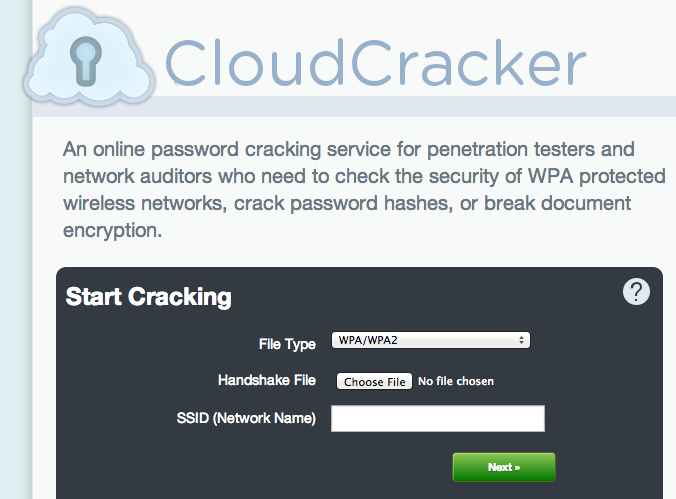 CloudCracker
An online password cracking service for penetration testers and
network auditors who need to check the security of WPA protected
wireless networks, crack password hashes, or break document
encryption.
Start Cracking
?
File Type
WPA/WPA2
Handshake File
Choose File No file chosen
SSID (Network Name)
Next »